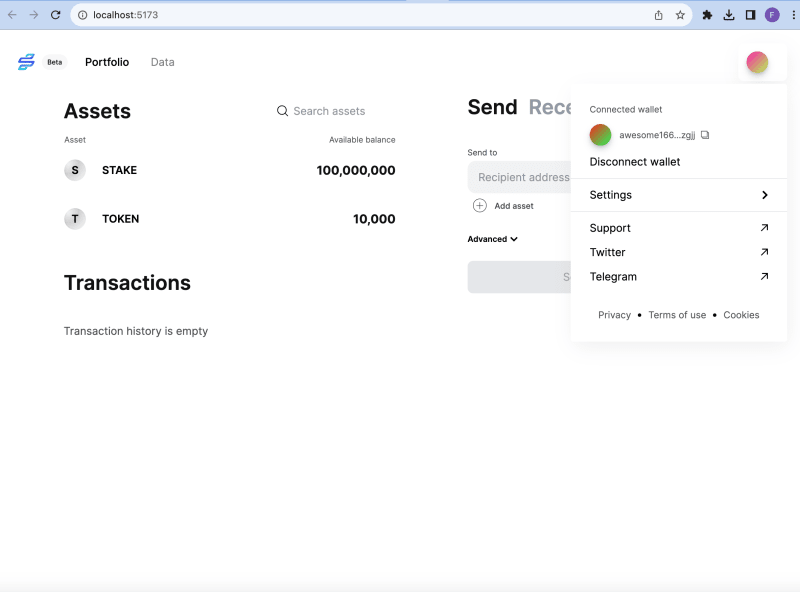 localhost:5173
F
Beta
Portfolio
Data
Assets
Search assets
Asset
Available balance
S
STAKE
100,000,000
T
TOKEN
10,000
Transactions
Transaction history is empty
Send
Rece
Send to
Recipient address
Add asset
Advanced
S
Connected wallet
awesome166...zgjj
Disconnect wallet
Settings
Support
Twitter
Telegram
Privacy • Terms of use • Cookies